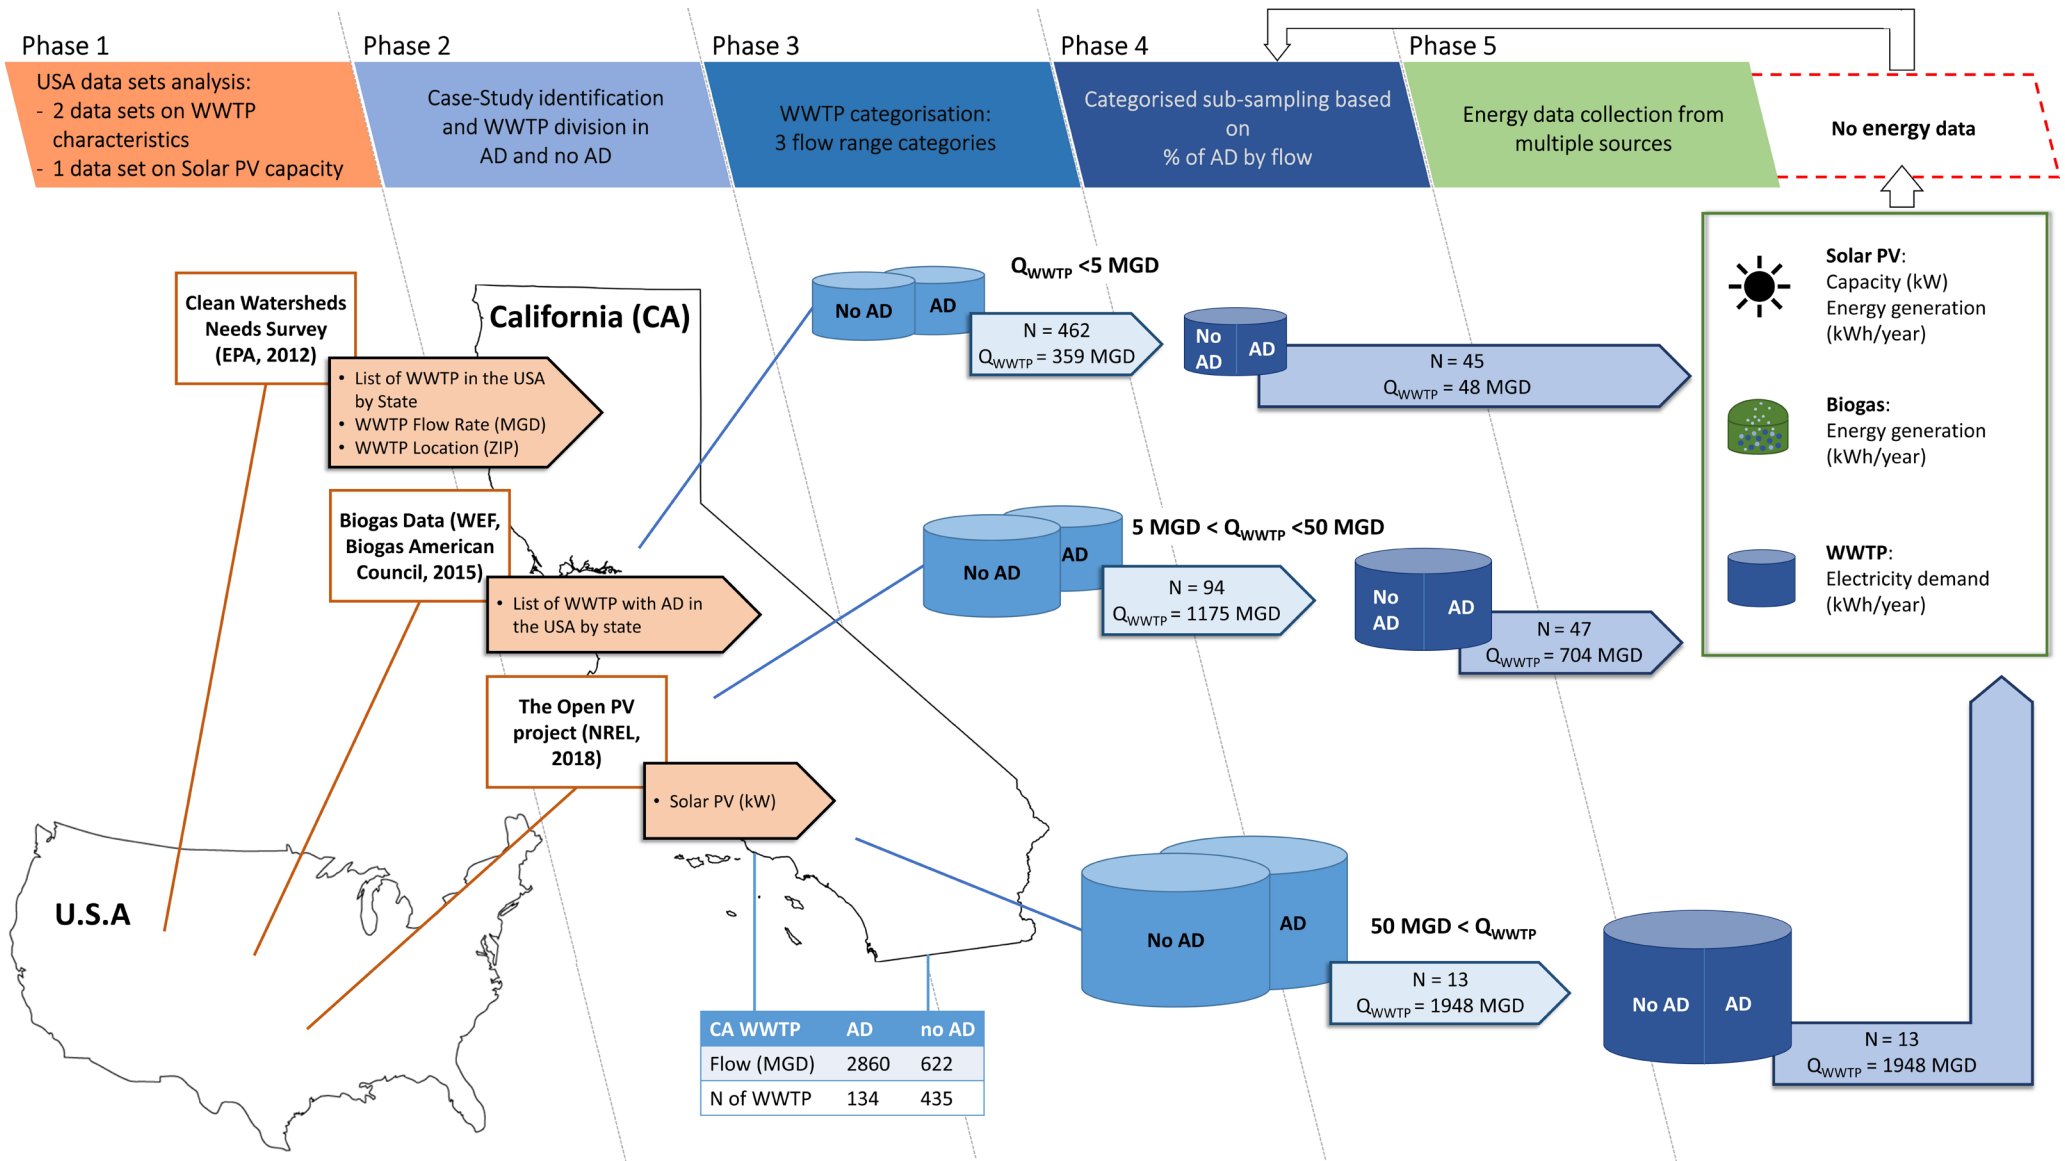 Phase 1
USA data sets analysis:
- 2 data sets on WWTP
characteristics
- 1 data set on Solar PV capacity
Phase 2
Case-Study identification
and WWTP division in
AD and no AD
Phase 3
WWTP categorisation:
3 flow range categories
Phase 4
Categorised sub-sampling based
on
% of AD by flow
Phase 5
Energy data collection from
multiple sources
No energy data
Clean Watersheds
Needs Survey
(EPA, 2012)
• List of WWTP in the USA
by State
• WWTP Flow Rate (MGD)
• WWTP Location (ZIP)
Biogas Data (WEF,
Biogas American
Council, 2015)
• List of WWTP with AD in
the USA by state
The Open PV
project (NREL,
2018)
• Solar PV (kW)
U.S.A
California (CA)
CA WWTP AD no AD
Flow (MGD) 2860 622
N of WWTP 134 435
No AD
AD
QWWTP <5 MGD
N = 462
QWWTP = 359 MGD
No
AD
AD
N = 45
QWWTP = 48 MGD
No AD
AD
5 MGD < QWWTP <50 MGD
N = 94
QWWTP = 1175 MGD
No
AD
AD
N = 47
QWWTP = 704 MGD
No AD
AD
50 MGD < QWWTP
N = 13
QWWTP = 1948 MGD
No AD
AD
N = 13
QWWTP = 1948 MGD
Solar PV:
Capacity (kW)
Energy generation
(kWh/year)
Biogas:
Energy generation
(kWh/year)
WWTP:
Electricity demand
(kWh/year)